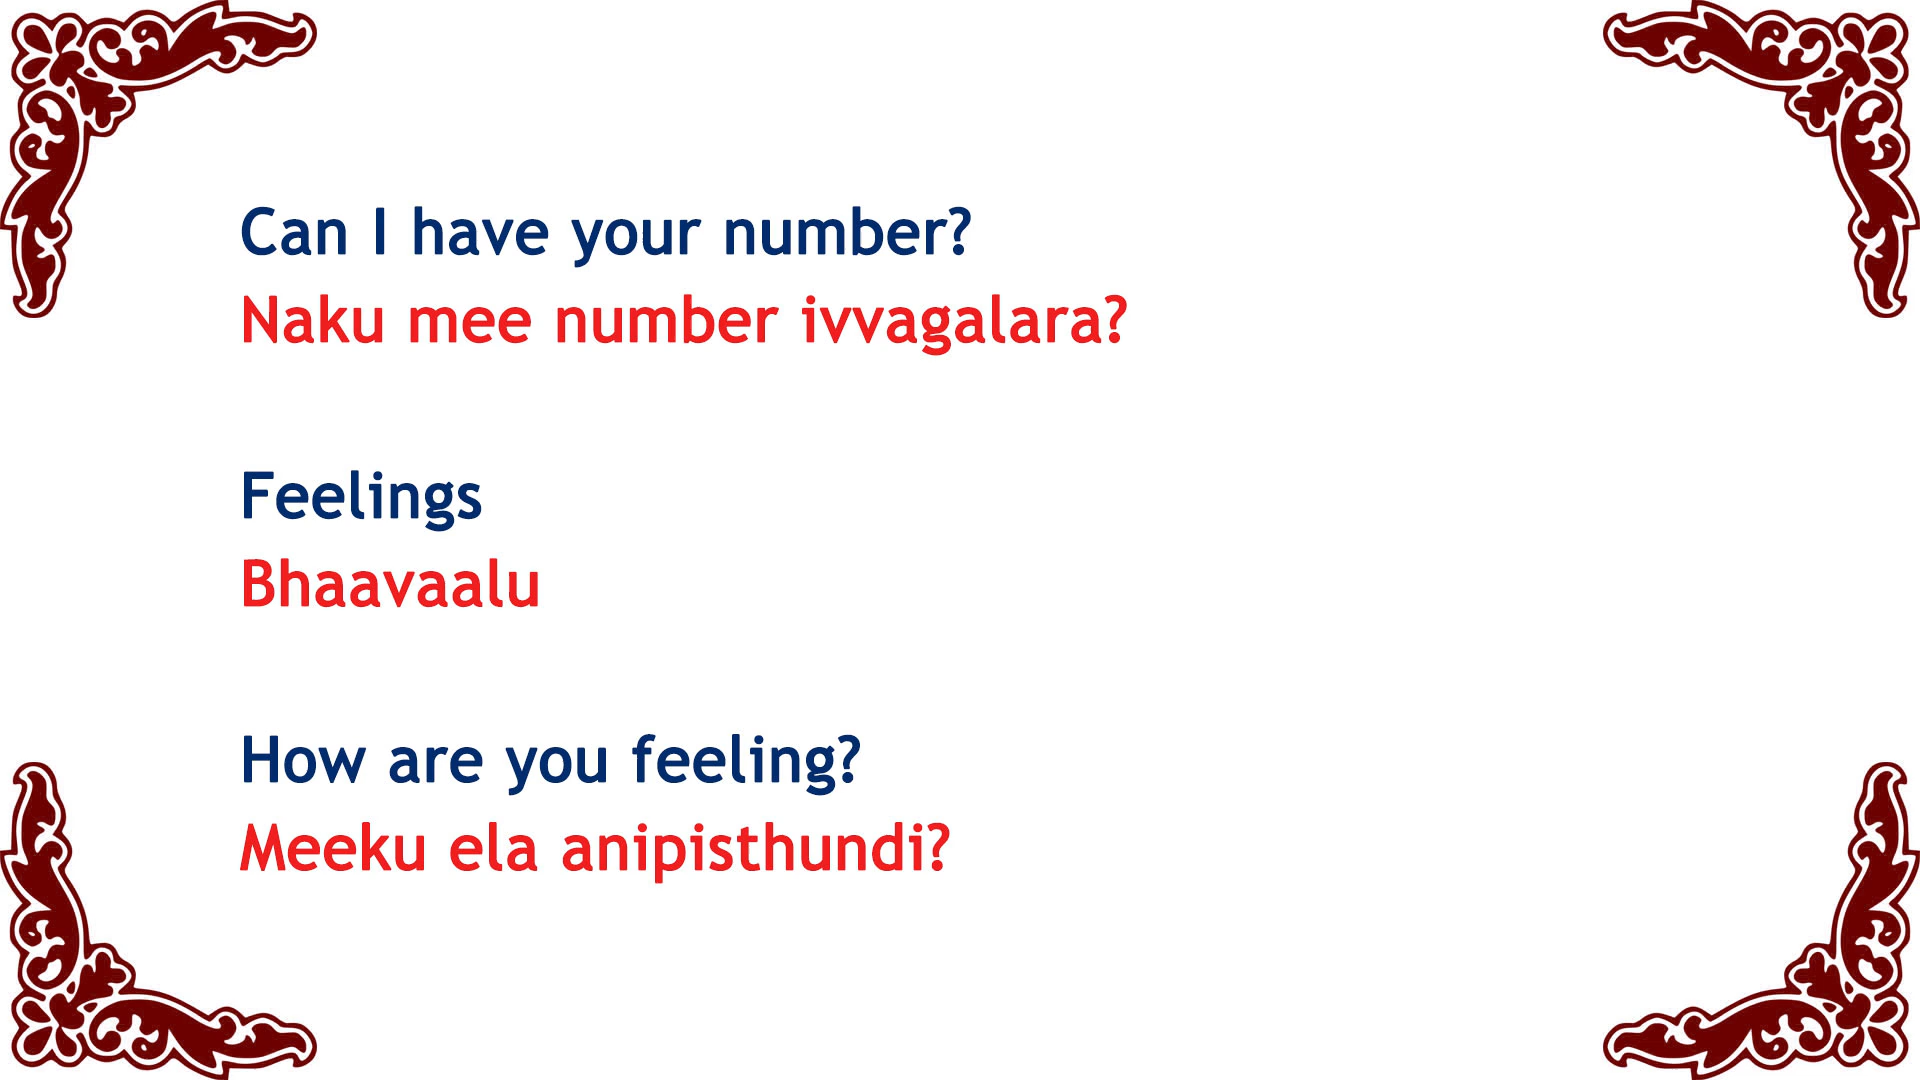 Can I have your number?
Naku mee number ivvagalara?
Feelings
Bhaavaalu
How are you feeling?
Meeku ela anipisthundi?